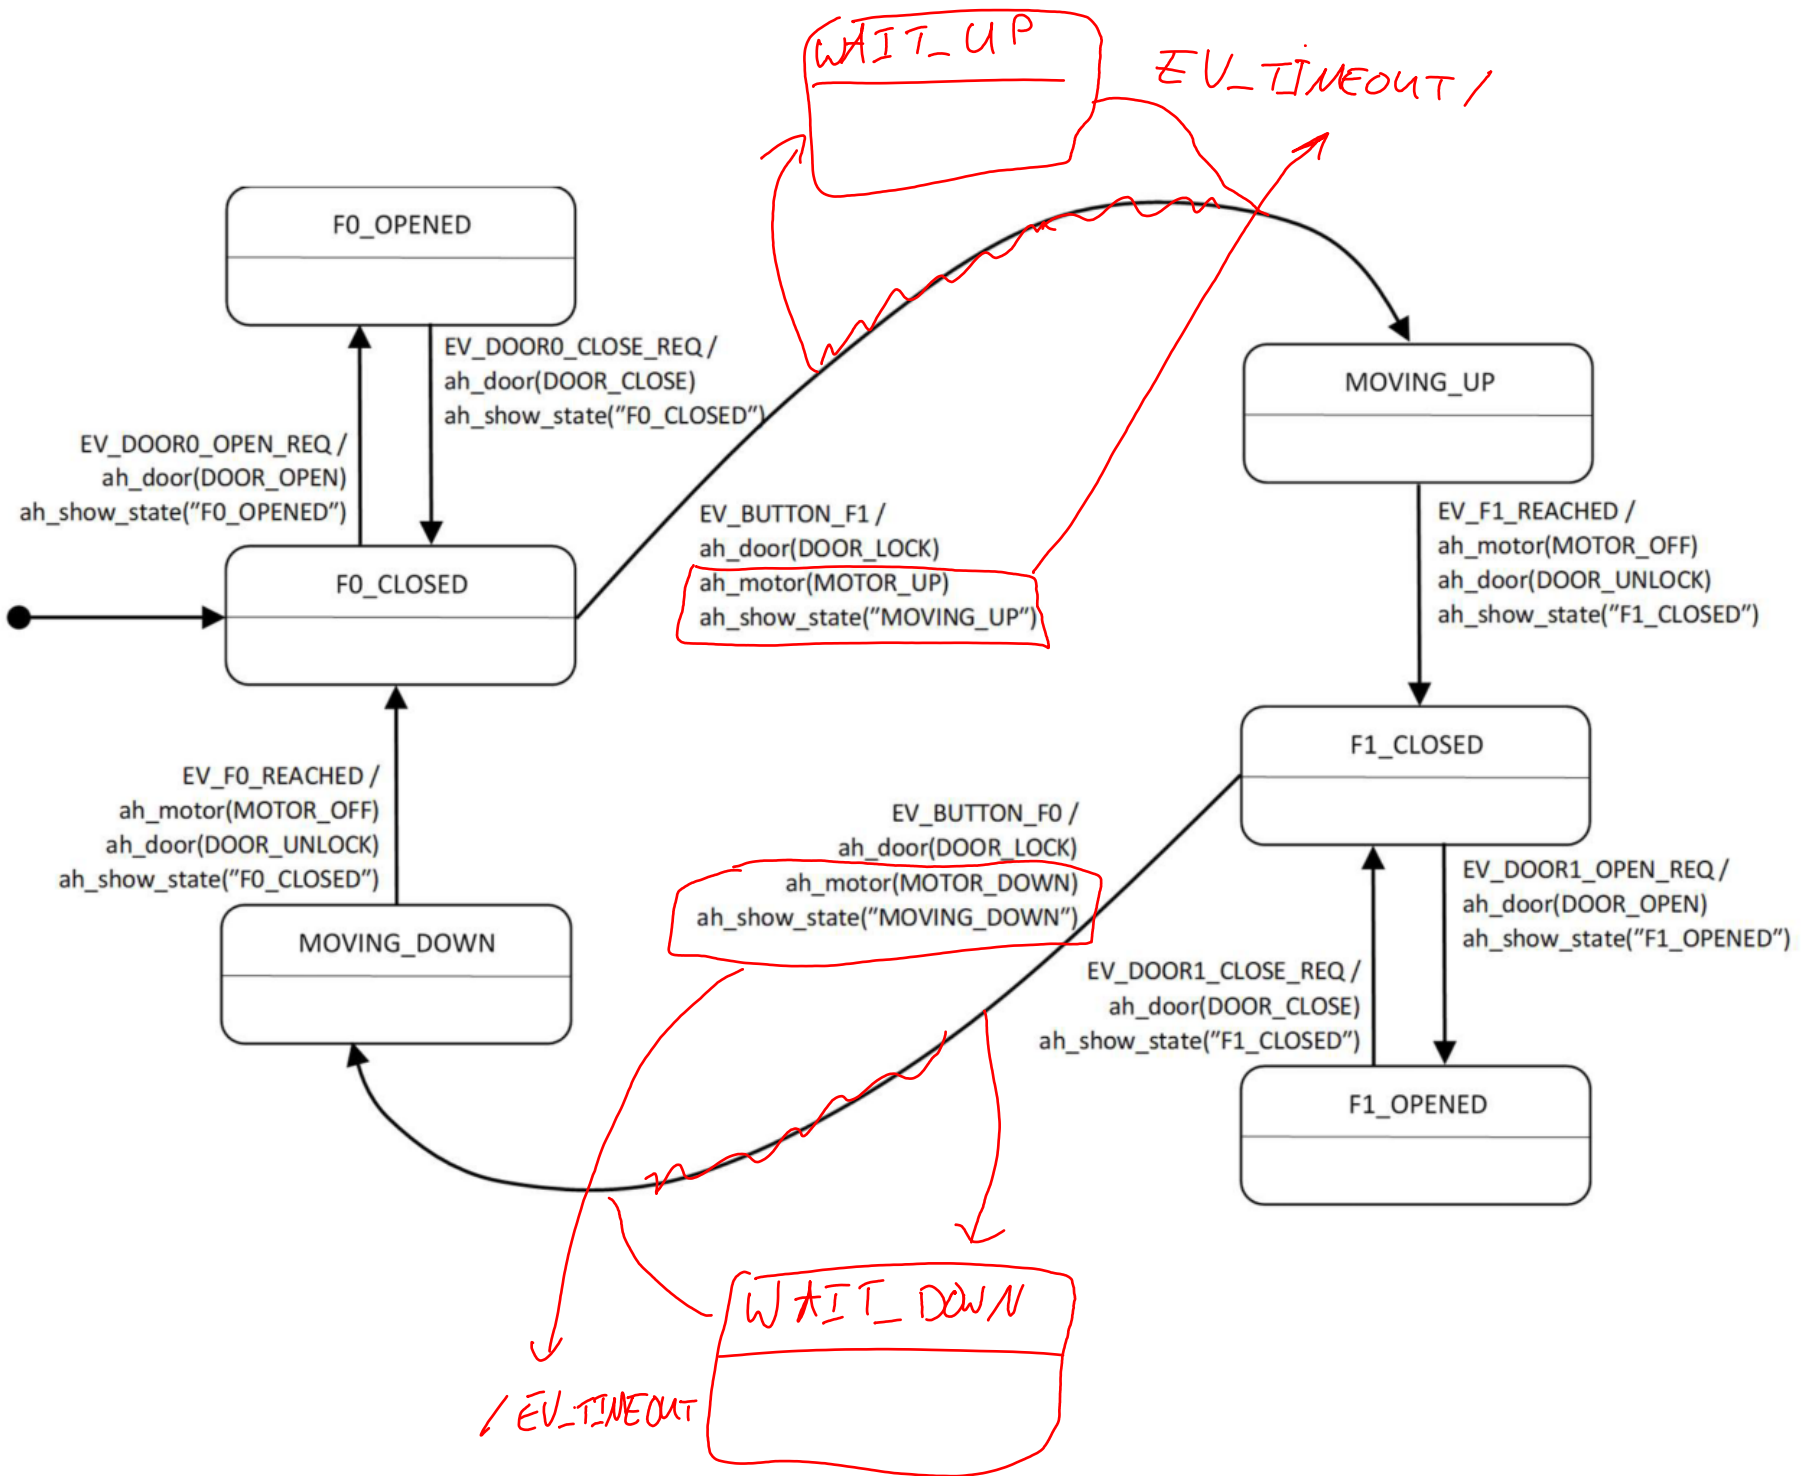 WAIT_UP
EV_TIMEOUT /
F0_OPENED
EV_DOOR0_CLOSE_REQ /
ah_door(DOOR_CLOSE)
ah_show_state("F0_CLOSED")
EV_DOOR0_OPEN_REQ /
ah_door(DOOR_OPEN)
ah_show_state("F0_OPENED")
F0_CLOSED
EV_BUTTON_F1 /
ah_door(DOOR_LOCK)
ah_motor(MOTOR_UP)
ah_show_state("MOVING_UP")
MOVING_UP
EV_F1_REACHED /
ah_motor(MOTOR_OFF)
ah_door(DOOR_UNLOCK)
ah_show_state("F1_CLOSED")
F1_CLOSED
EV_F0_REACHED /
ah_motor(MOTOR_OFF)
ah_door(DOOR_UNLOCK)
ah_show_state("F0_CLOSED")
EV_BUTTON_F0 /
ah_door(DOOR_LOCK)
ah_motor(MOTOR_DOWN)
ah_show_state("MOVING_DOWN")
MOVING_DOWN
EV_DOOR1_OPEN_REQ /
ah_door(DOOR_OPEN)
ah_show_state("F1_OPENED")
EV_DOOR1_CLOSE_REQ /
ah_door(DOOR_CLOSE)
ah_show_state("F1_CLOSED")
F1_OPENED
WAIT_DOWN
/ EV_TIMEOUT